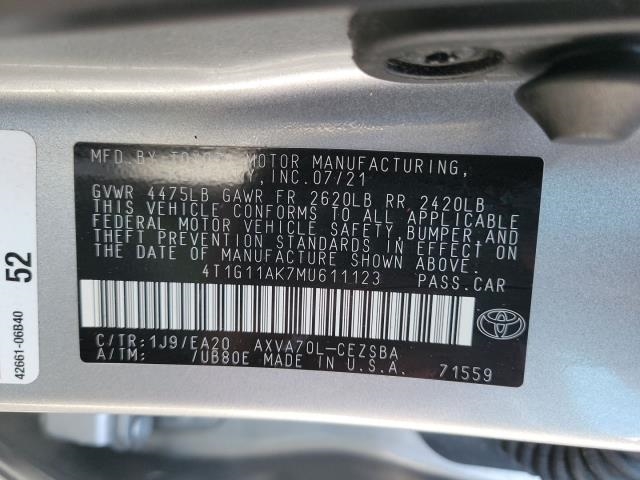 MFD. BY TOYOTA MOTOR MANUFACTURING,
INC. 07/21
GVWR 4475LB GAWR FR 2620LB RR 2420LB
THIS VEHICLE CONFORMS TO ALL APPLICABLE
FEDERAL MOTOR VEHICLE SAFETY, BUMPER, AND
THEFT PREVENTION STANDARDS IN EFFECT ON
THE DATE OF MANUFACTURE SHOWN ABOVE.
4T1G11AK7MU611123 PASS. CAR
C/TR:1J9/EA20 AXVA70L-CEZSBA
A/TM: 7UB80E MADE IN U.S.A. 71559
52
42661-06B40